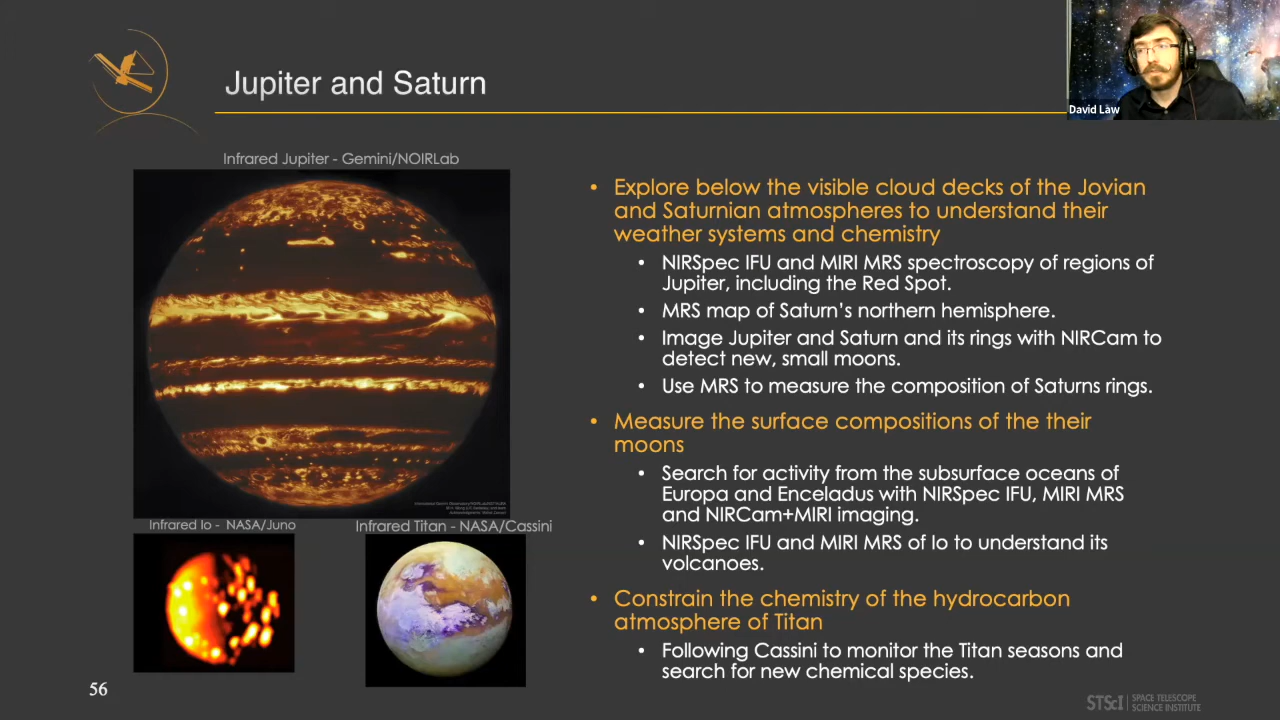 Jupiter and Saturn
David Law
Infrared Jupiter - Gemini/NOIRLab
Infrared Io - NASA/Juno
Infrared Titan - NASA/Cassini
• Explore below the visible cloud decks of the Jovian
and Saturnian atmospheres to understand their
weather systems and chemistry
• NIRSpec IFU and MIRI MRS spectroscopy of regions of
Jupiter, including the Red Spot.
• MRS map of Saturn’s northern hemisphere.
• Image Jupiter and Saturn and its rings with NIRCam to
detect new, small moons.
• Use MRS to measure the composition of Saturns rings.
• Measure the surface compositions of the their
moons
• Search for activity from the subsurface oceans of
Europa and Enceladus with NIRSpec IFU, MIRI MRS
and NIRCam+MIRI imaging.
• NIRSpec IFU and MIRI MRS of Io to understand its
volcanoes.
• Constrain the chemistry of the hydrocarbon
atmosphere of Titan
• Following Cassini to monitor the Titan seasons and
search for new chemical species.
56
STScI | SPACE TELESCOPE
SCIENCE INSTITUTE